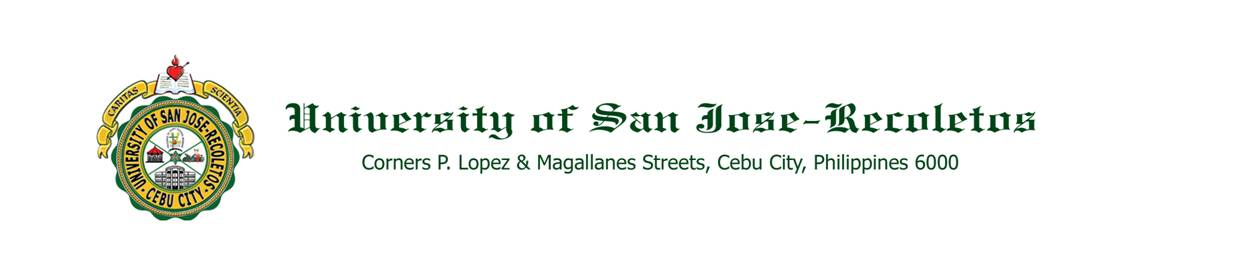 CARITAS SCIENTIA
UNIVERSITY OF SAN JOSE-RECOLETOS
· CEBU CITY ·
University of San Jose-Recoletos
Corners P. Lopez & Magallanes Streets, Cebu City, Philippines 6000